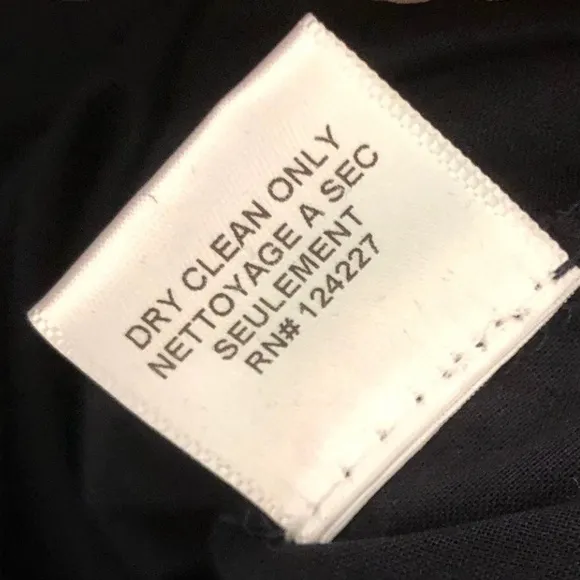 DRY CLEAN ONLY
NETTOYAGE A SEC
SEULEMENT
RN# 124227